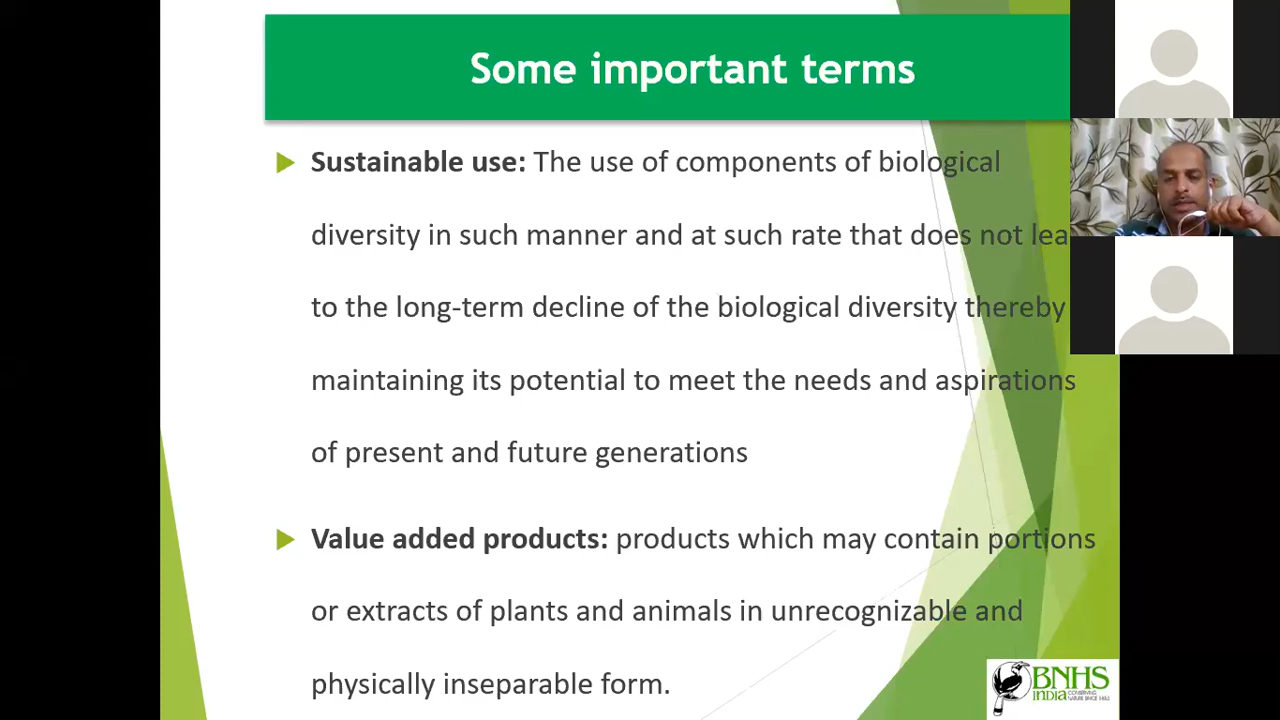 Some important terms
Sustainable use: The use of components of biological
diversity in such manner and at such rate that does not lea
to the long-term decline of the biological diversity thereby
maintaining its potential to meet the needs and aspirations
of present and future generations
Value added products: products which may contain portions
or extracts of plants and animals in unrecognizable and
physically inseparable form.
BNHS
INDIA